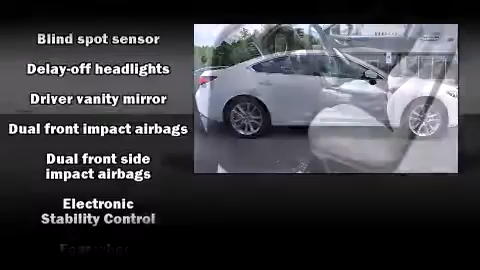 Blind spot sensor
Delay-off headlights
Driver vanity mirror
Dual front impact airbags
Dual front side
impact airbags
Electronic
Stability Control